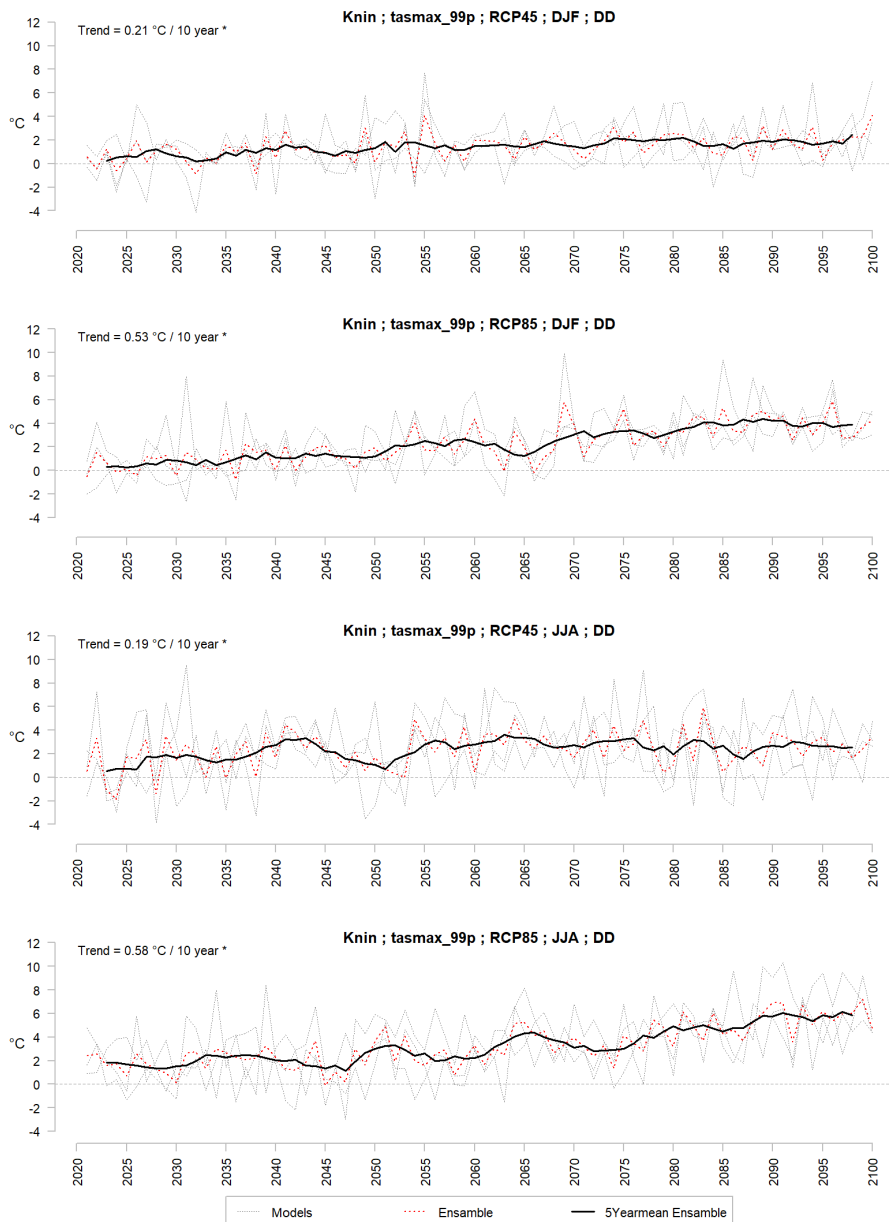 Knin ; tasmax_99p ; RCP45 ; DJF ; DD
Trend = 0.21 °C / 10 year *
12
10
8
6
4
2
0
-2
-4
°C
2020 2025 2030 2035 2040 2045 2050 2055 2060 2065 2070 2075 2080 2085 2090 2095 2100
Knin ; tasmax_99p ; RCP85 ; DJF ; DD
Trend = 0.53 °C / 10 year *
12
10
8
6
4
2
0
-2
-4
°C
2020 2025 2030 2035 2040 2045 2050 2055 2060 2065 2070 2075 2080 2085 2090 2095 2100
Knin ; tasmax_99p ; RCP45 ; JJA ; DD
Trend = 0.19 °C / 10 year *
12
10
8
6
4
2
0
-2
-4
°C
2020 2025 2030 2035 2040 2045 2050 2055 2060 2065 2070 2075 2080 2085 2090 2095 2100
Knin ; tasmax_99p ; RCP85 ; JJA ; DD
Trend = 0.58 °C / 10 year *
12
10
8
6
4
2
0
-2
-4
°C
2020 2025 2030 2035 2040 2045 2050 2055 2060 2065 2070 2075 2080 2085 2090 2095 2100
Models Ensamble 5Yearmean Ensamble